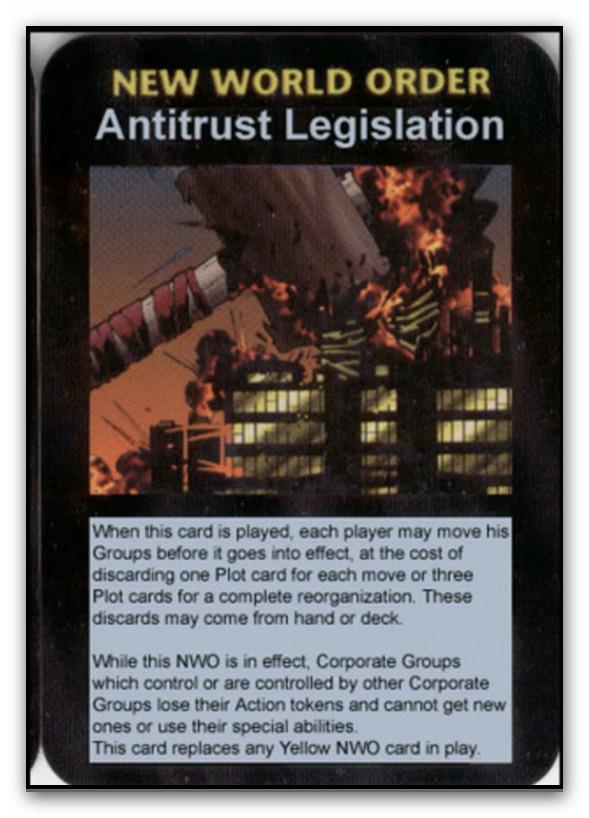 NEW WORLD ORDER
Antitrust Legislation
When this card is played, each player may move his
Groups before it goes into effect, at the cost of
discarding one Plot card for each move or three
Plot cards for a complete reorganization. These
discards may come from hand or deck.
While this NWO is in effect, Corporate Groups
which control or are controlled by other Corporate
Groups lose their Action tokens and cannot get new
ones or use their special abilities.
This card replaces any Yellow NWO card in play.